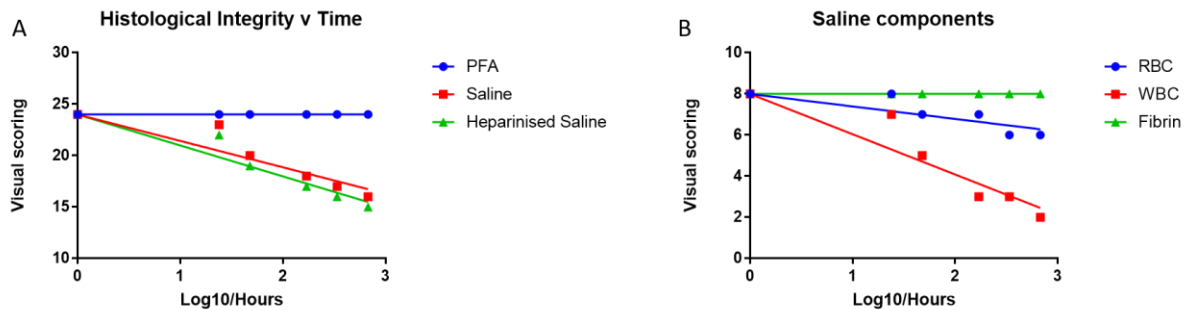 A
Histological Integrity v Time
Visual scoring
30
25
20
15
10
0
1
2
3
Log10/Hours
PFA
Saline
Heparinised Saline
B
Saline components
Visual scoring
10
8
6
4
2
0
0
1
2
3
Log10/Hours
RBC
WBC
Fibrin